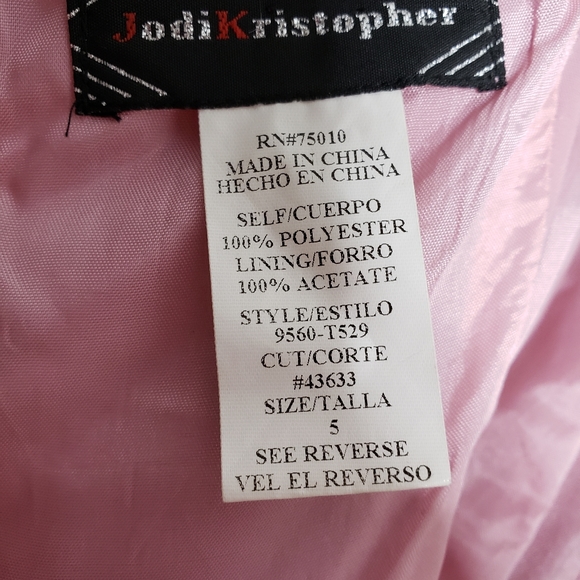 JodiKristopher
RN#75010
MADE IN CHINA
HECHO EN CHINA
SELF/CUERPO
100% POLYESTER
LINING/FORRO
100% ACETATE
STYLE/ESTILO
9560-T529
CUT/CORTE
#43633
SIZE/TALLA
5
SEE REVERSE
VEL EL REVERSO